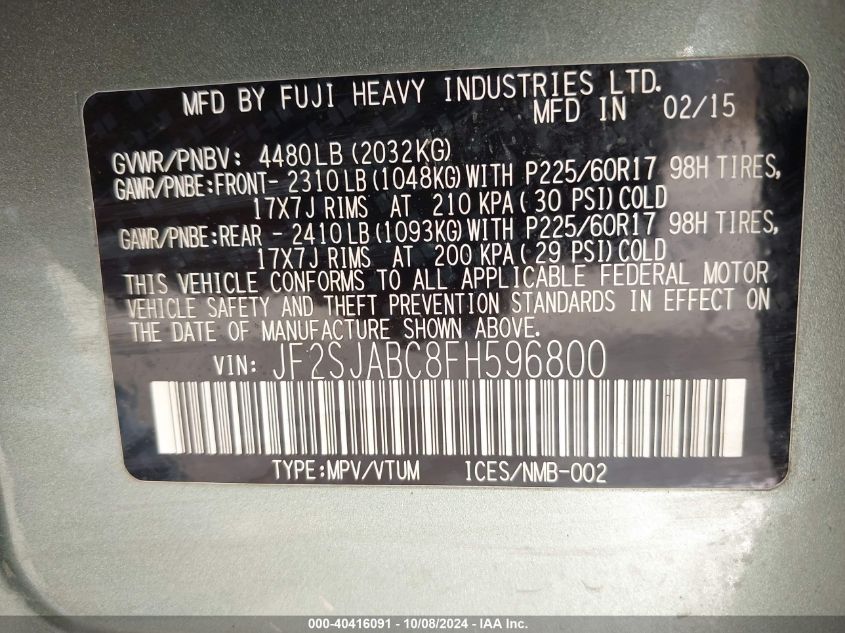 MFD BY FUJI HEAVY INDUSTRIES LTD.
MFD IN 02/15
GVWR/PNBV: 4480LB (2032KG)
GAWR/PNBE:FRONT- 2310 LB (1048KG) WITH P225/60R17 98H TIRES,
17X7J RIMS AT 210 KPA ( 30 PSI) COLD
GAWR/PNBE:REAR - 2410 LB (1093KG) WITH P225/60R17 98H TIRES,
17X7J RIMS AT 200 KPA ( 29 PSI) COLD
THIS VEHICLE CONFORMS TO ALL APPLICABLE FEDERAL MOTOR
VEHICLE SAFETY AND THEFT PREVENTION STANDARDS IN EFFECT ON
THE DATE OF MANUFACTURE SHOWN ABOVE.
VIN: JF2SJABC8FH596800
TYPE:MPV/VTUM ICES/NMB-002
000-40416091 - 10/08/2024 - IAA Inc.